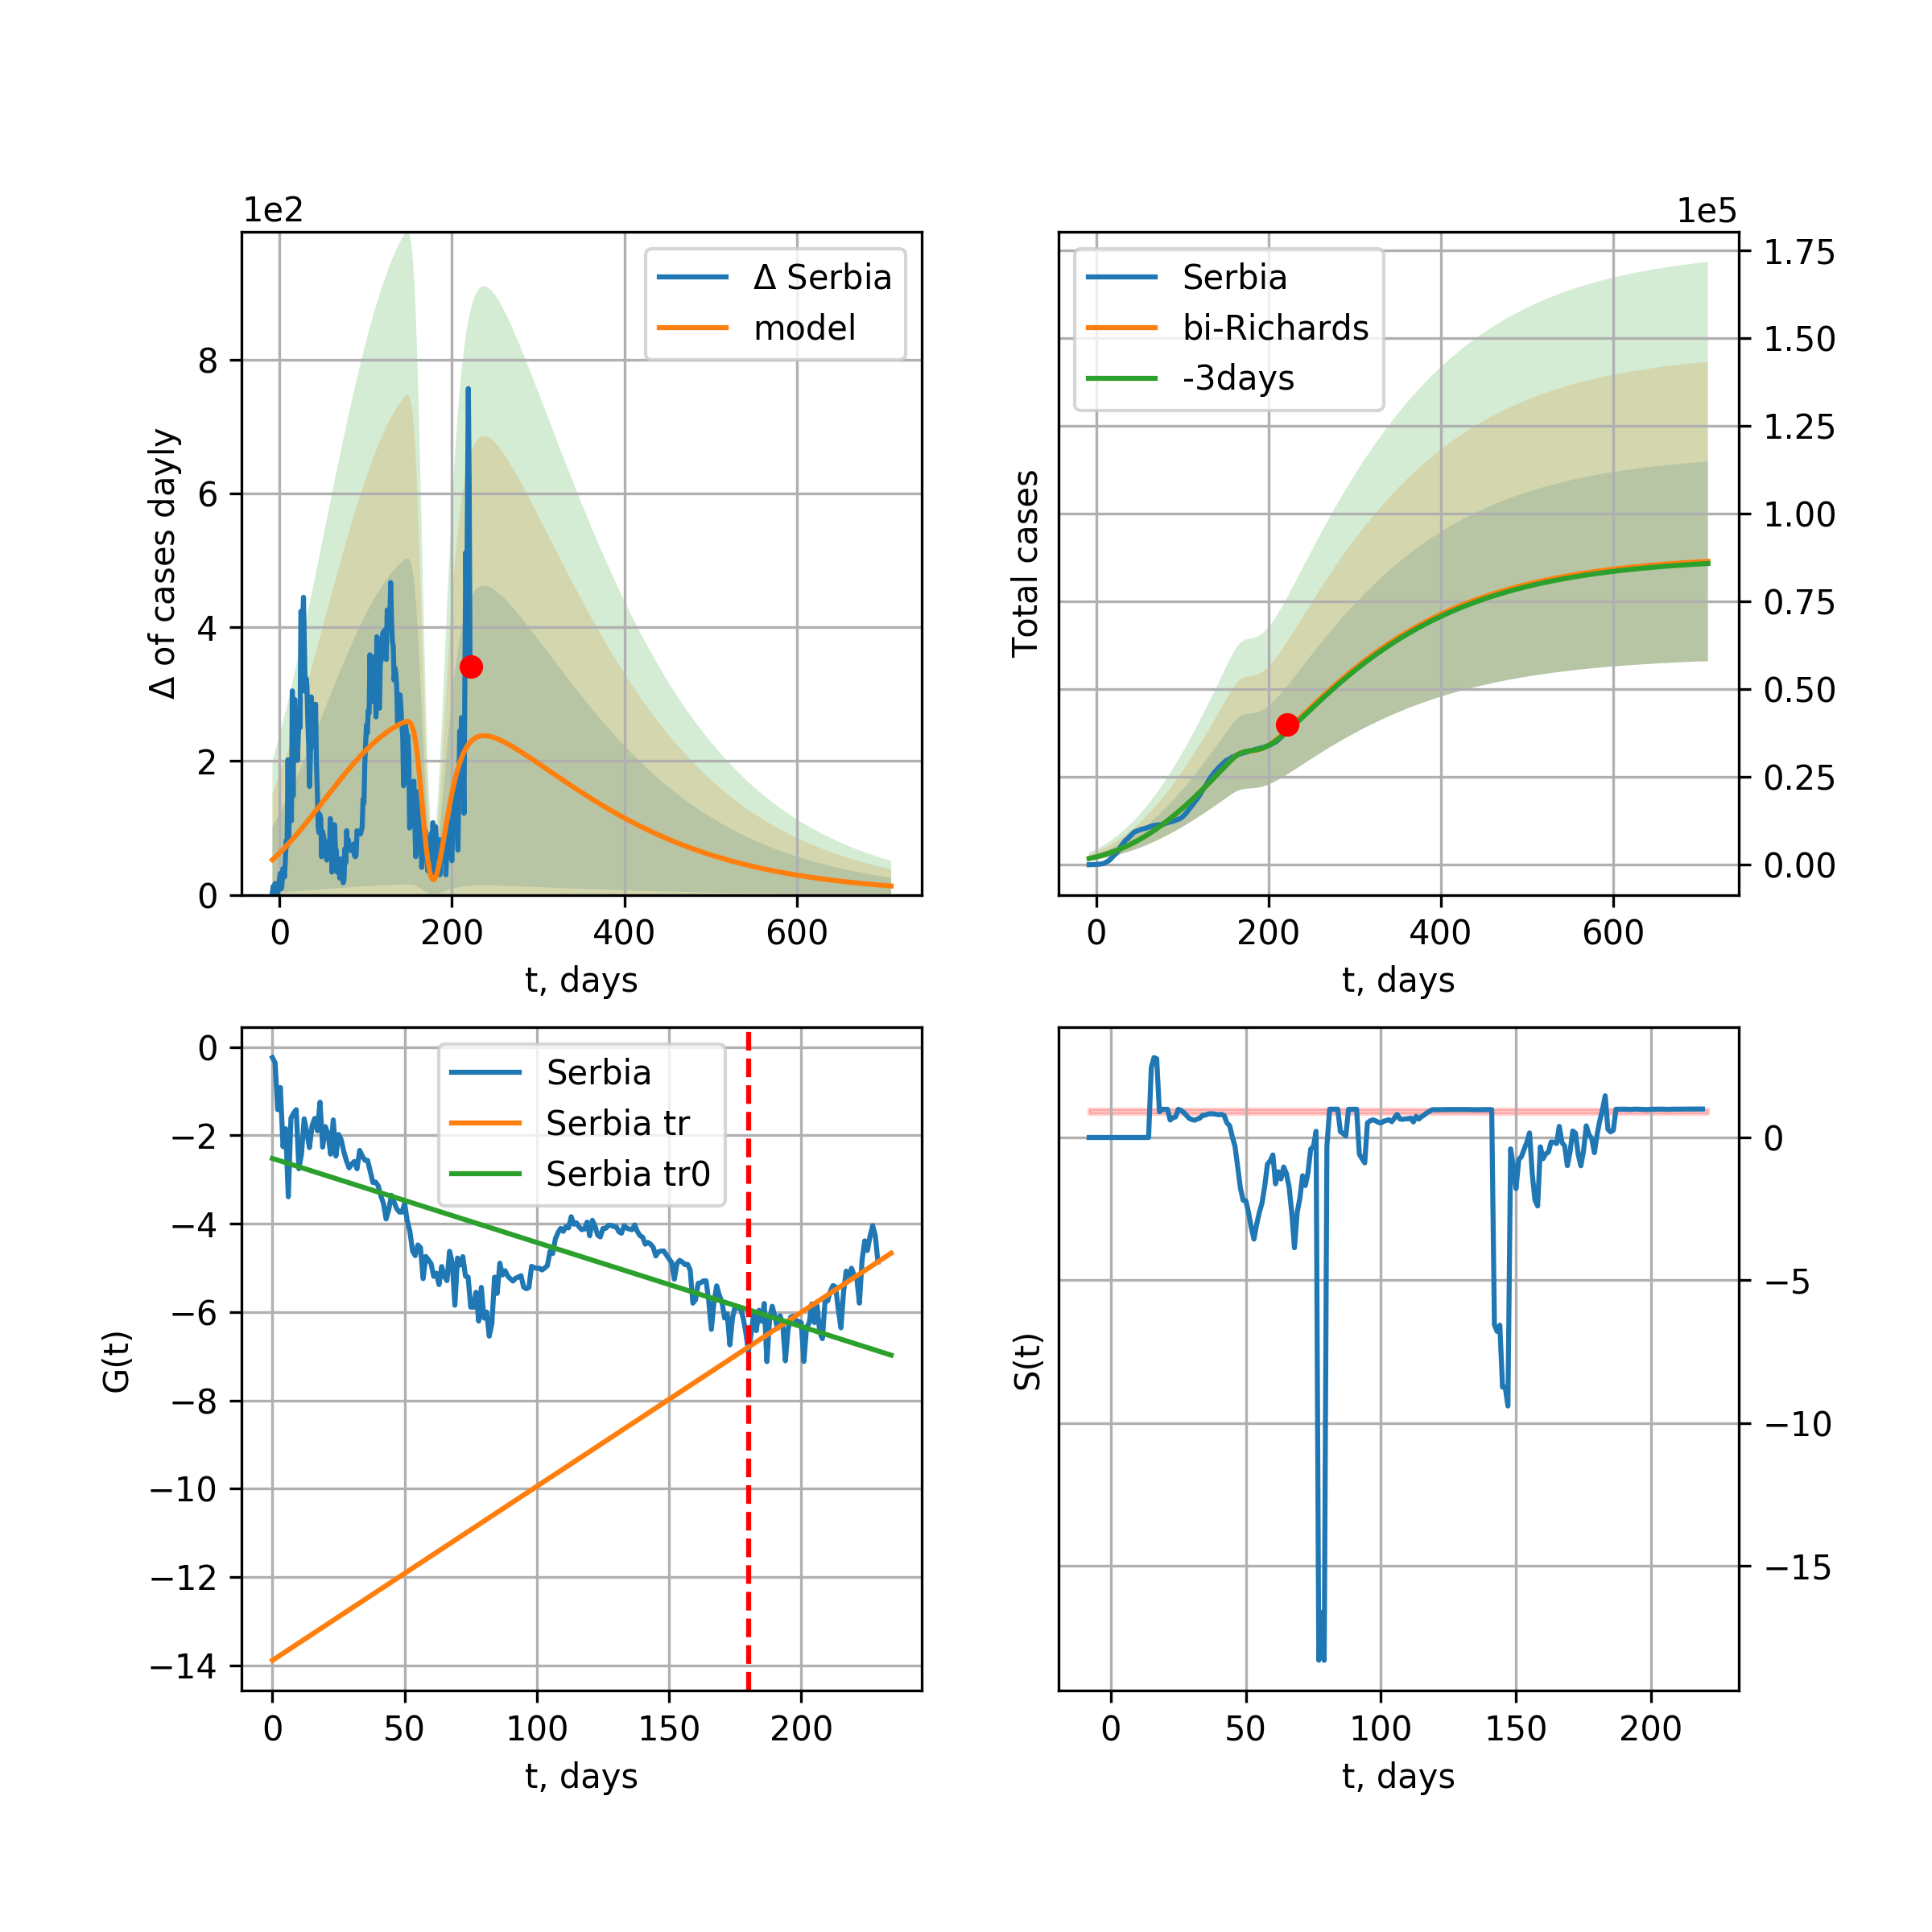 1e2
Δ of cases dayly
8
6
4
2
0
0 200 400 600
t, days
Δ Serbia
model
1e5
Total cases
Serbia
bi-Richards
-3days
1.75
1.50
1.25
1.00
0.75
0.50
0.25
0.00
0 200 400 600
t, days
G(t)
0
−2
−4
−6
−8
−10
−12
−14
0 50 100 150 200
t, days
Serbia
Serbia tr
Serbia tr0
S(t)
0
−5
−10
−15
0 50 100 150 200
t, days